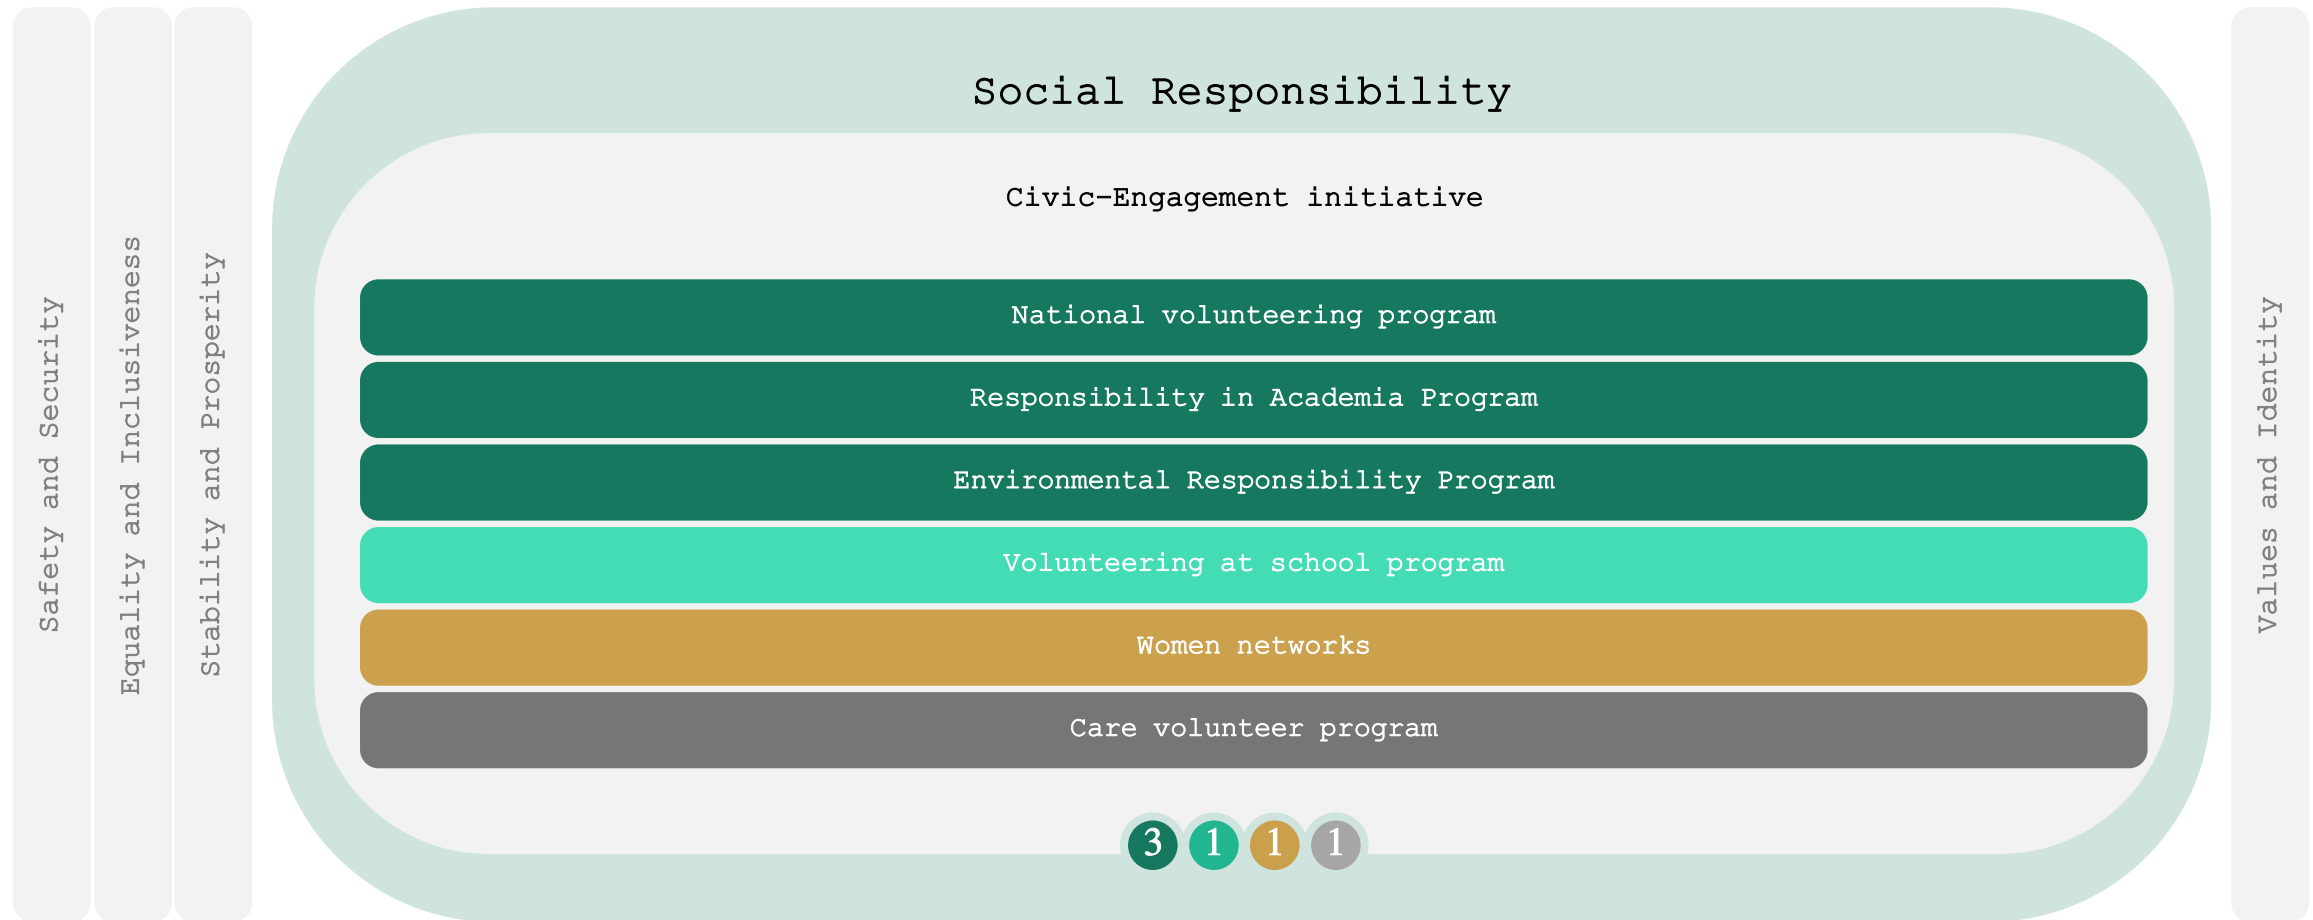 Safety and Security
Equality and Inclusiveness
Stability and Prosperity
Social Responsibility
Civic-Engagement initiative
National volunteering program
Responsibility in Academia Program
Environmental Responsibility Program
Volunteering at school program
Women networks
Care volunteer program
3 1 1 1
Values and Identity